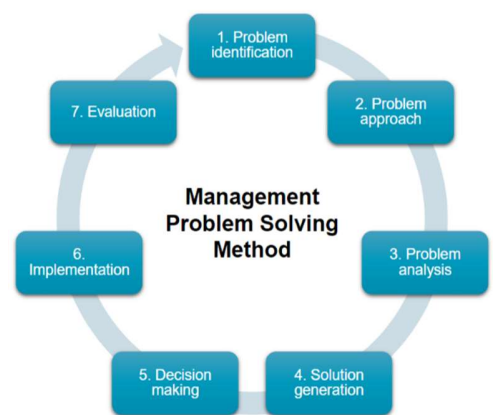 1. Problem
identification
2. Problem
approach
3. Problem
analysis
4. Solution
generation
5. Decision
making
6.
Implementation
7. Evaluation
Management
Problem Solving
Method